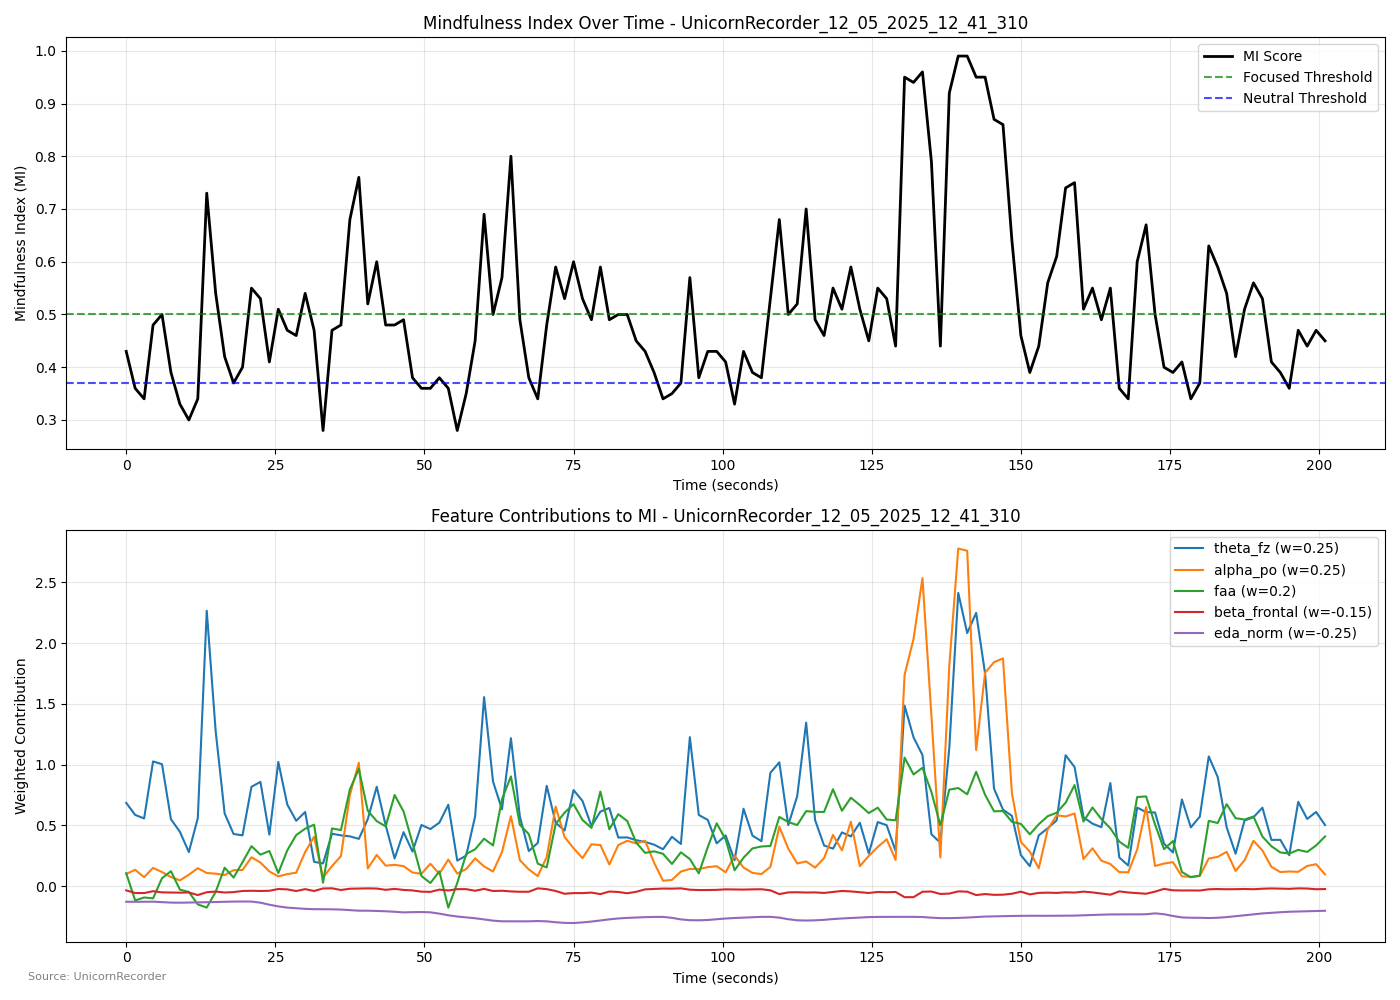 Mindfulness Index Over Time - UnicornRecorder_12_05_2025_12_41_310
Mindfulness Index (MI)
1.0
0.9
0.8
0.7
0.6
0.5
0.4
0.3
MI Score
Focused Threshold
Neutral Threshold
0 25 50 75 100 125 150 175 200
Time (seconds)
Feature Contributions to MI - UnicornRecorder_12_05_2025_12_41_310
Weighted Contribution
2.5
2.0
1.5
1.0
0.5
0.0
theta_fz (w=0.25)
alpha_po (w=0.25)
faa (w=0.2)
beta_frontal (w=-0.15)
eda_norm (w=-0.25)
0 25 50 75 100 125 150 175 200
Time (seconds)
Source: UnicornRecorder